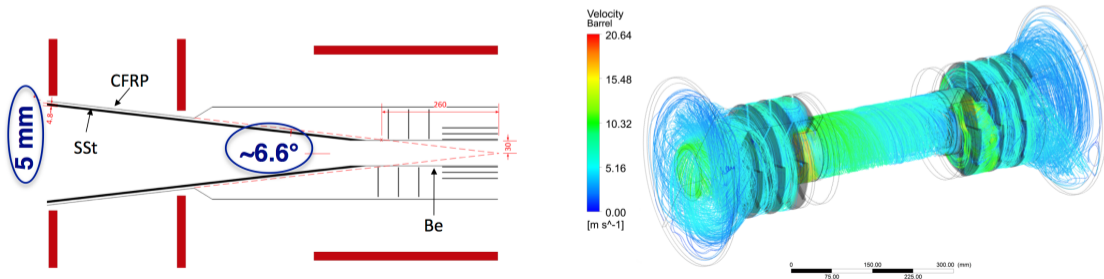 CFRP
260
4.8
5 mm
SSt
~6.6°
30
Be
Velocity
Barrel
20.64
15.48
10.32
5.16
0.00
[m s^-1]
0
150.00
300.00 (mm)
75.00
225.00